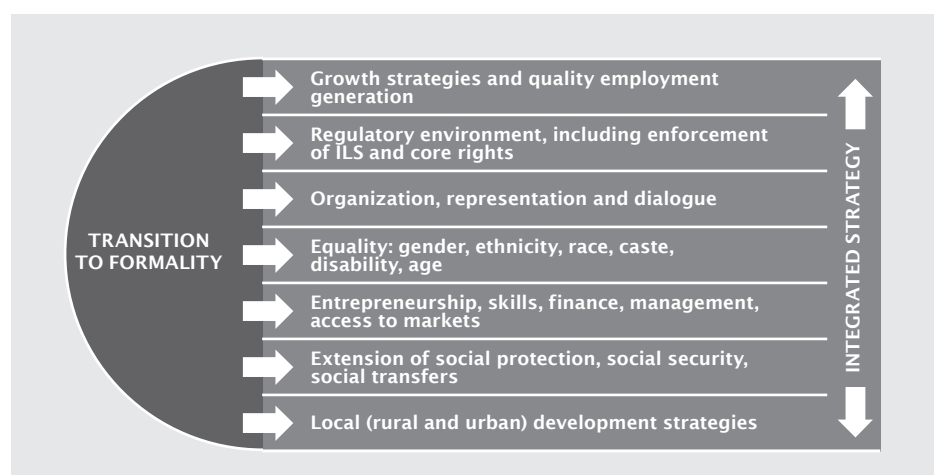 TRANSITION
TO FORMALITY
Growth strategies and quality employment
generation
Regulatory environment, including enforcement
of ILS and core rights
Organization, representation and dialogue
Equality: gender, ethnicity, race, caste,
disability, age
Entrepreneurship, skills, finance, management,
access to markets
Extension of social protection, social security,
social transfers
Local (rural and urban) development strategies
INTEGRATED STRATEGY